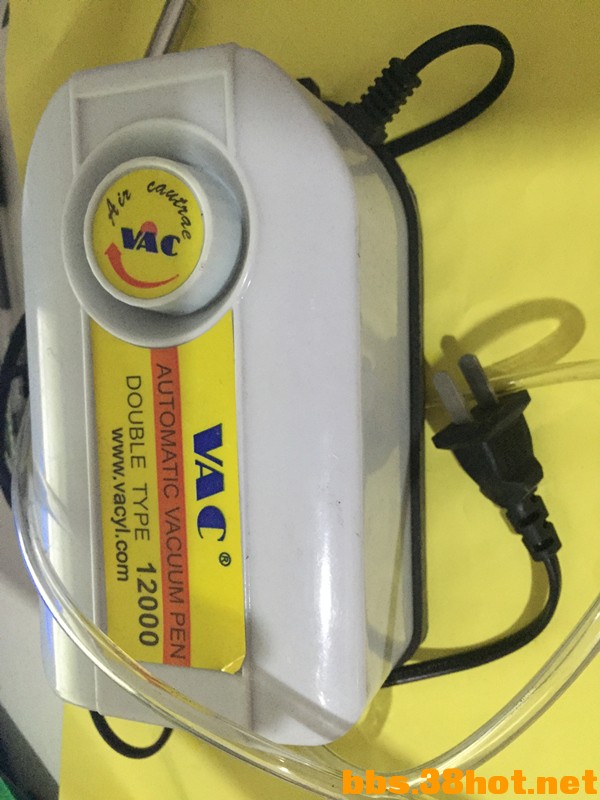 Air cautrae
VAC
VAC®
AUTOMATIC VACUUM PEN
DOUBLE TYPE 12000
www.vacyl.com
bbs.38hot.net